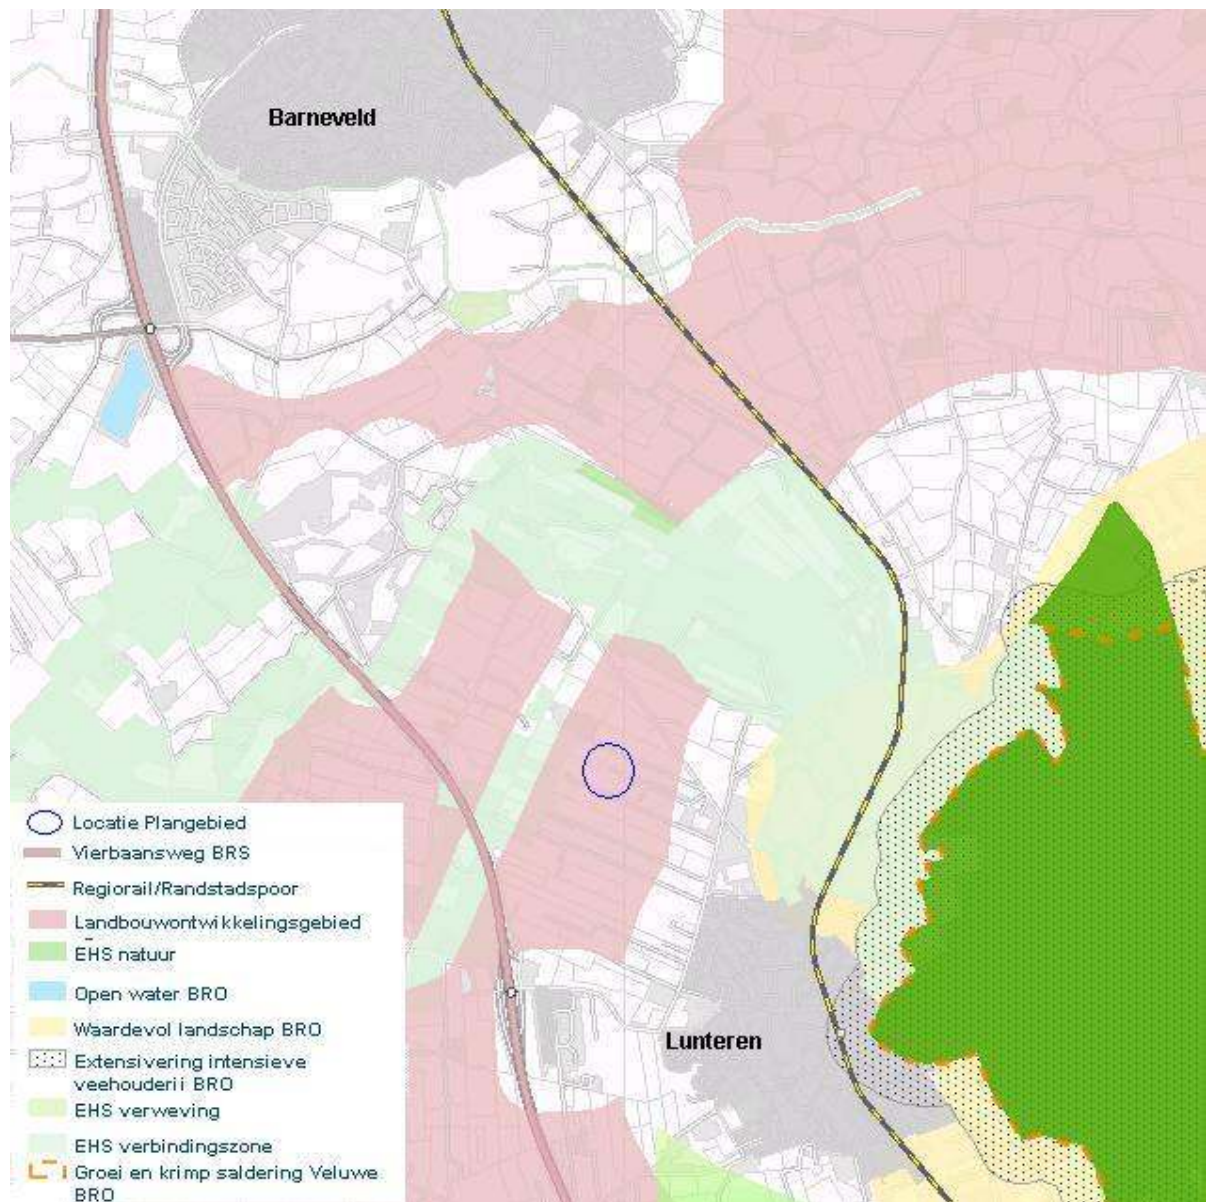 Barneveld
Lunteren
Locatie Plangebied
Vierbaansweg BRS
Regiorail/Randstadspoor
Landbouwontwikkelingsgebied
EHS natuur
Open water BRO
Waardevol landschap BRO
Extensivering intensieve
veehouderij BRO
EHS verweving
EHS verbindingszone
Groei en krimp saldering Veluwe
BRO